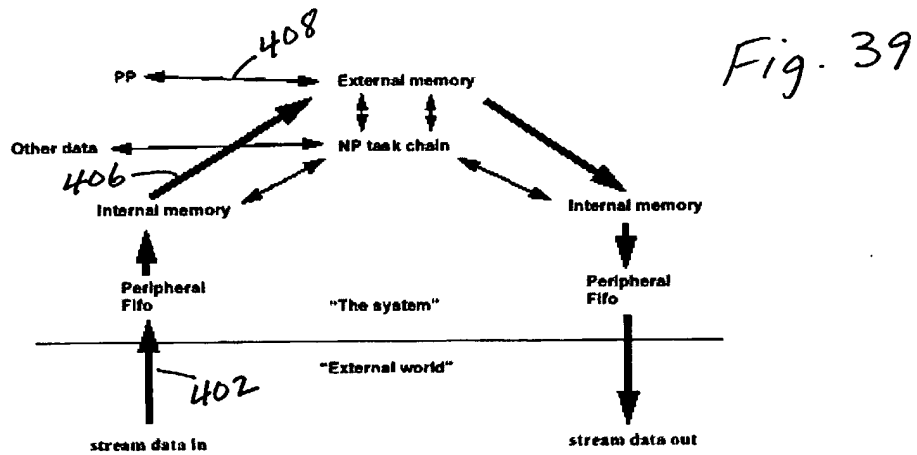 Fig. 39
408
PP
External memory
Other data
NP task chain
406
Internal memory
Internal memory
Peripheral
Fifo
Peripheral
Fifo
"The system"
"External world"
402
stream data in
stream data out